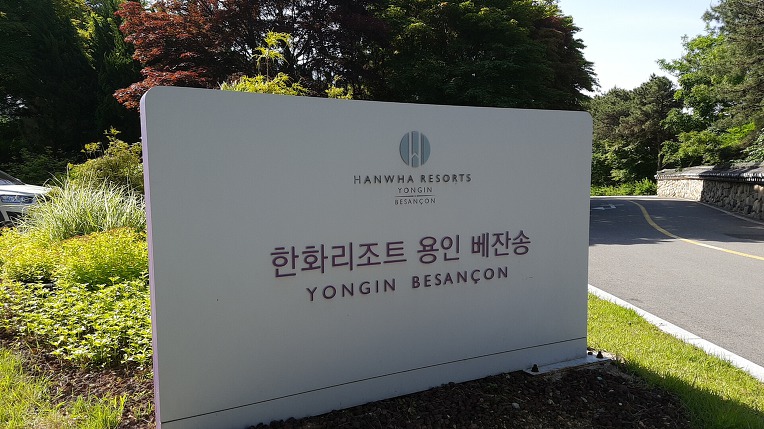 HANWHA RESORTS
YONGIN
BESANÇON
한화리조트 용인 베잔송
YONGIN BESANÇON